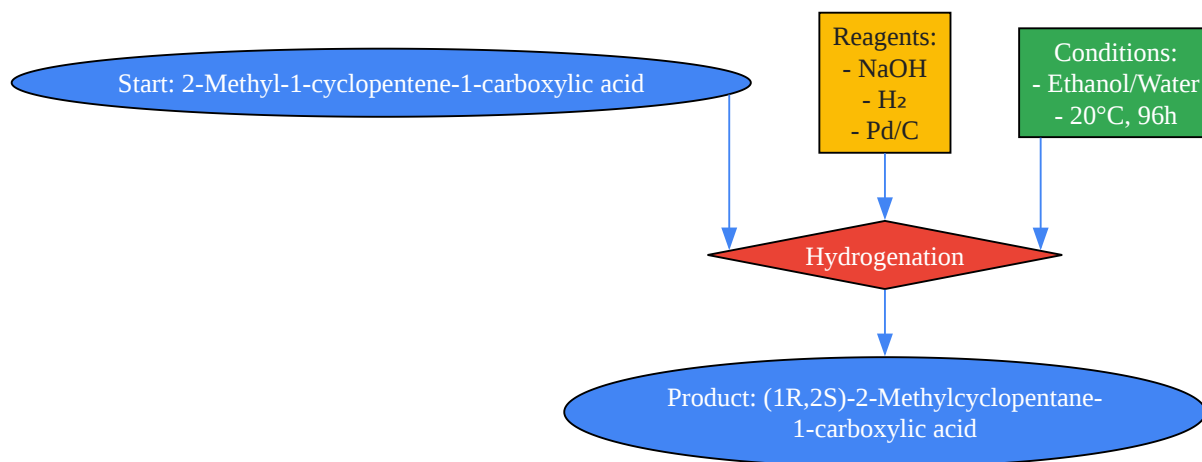 Start: 2-Methyl-1-cyclopentene-1-carboxylic acid
Reagents:
- NaOH
- H₂
- Pd/C
Conditions:
- Ethanol/Water
- 20°C, 96h
Hydrogenation
Product: (1R,2S)-2-Methylcyclopentane-
1-carboxylic acid